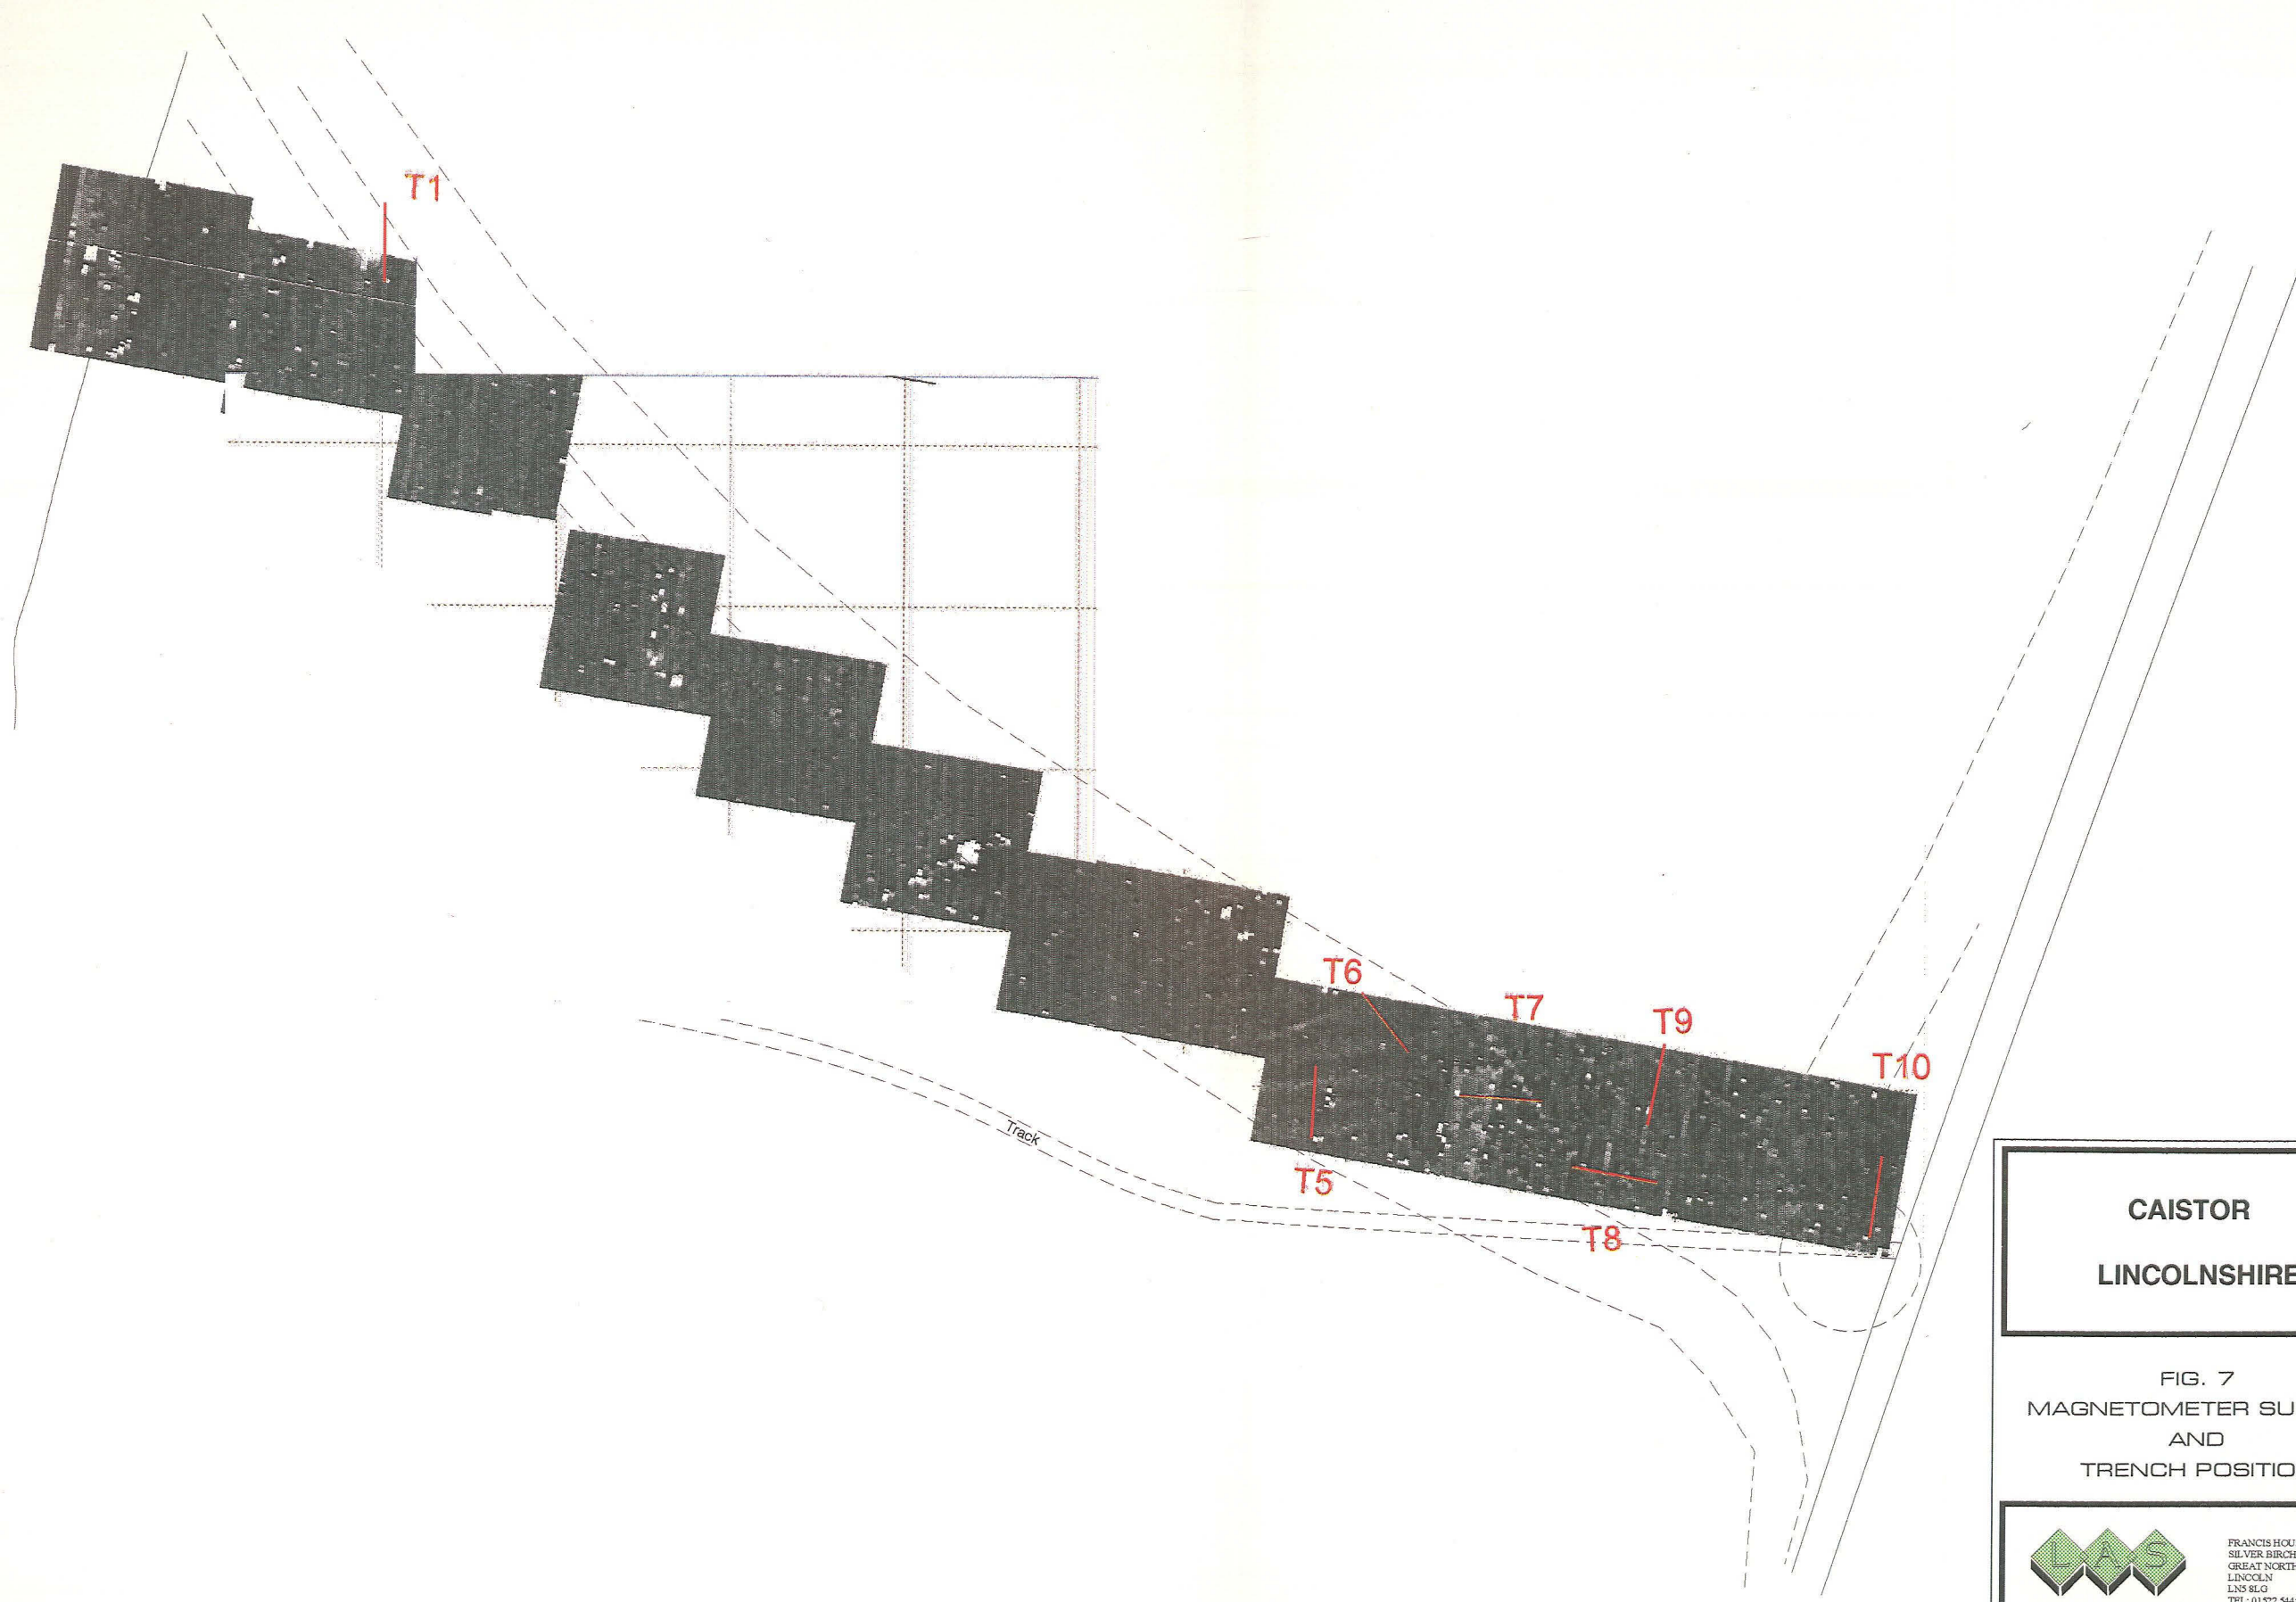 T1
T6
T7
T9
T10
Track
T5
T8
CAISTOR
LINCOLNSHIRE
FIG. 7
MAGNETOMETER SU
AND
TRENCH POSITIO
LAS
FRANCIS HOU
SILVER BIRCH
GREAT NORTH
LINCOLN
LN5 8LG